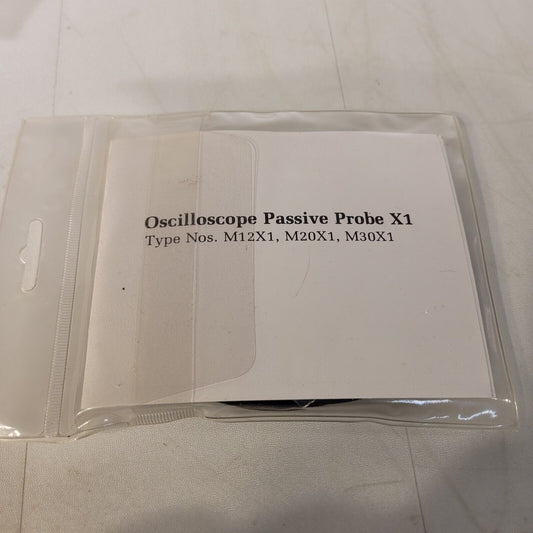 Oscilloscope Passive Probe X1
Type Nos. M12X1, M20X1, M30X1